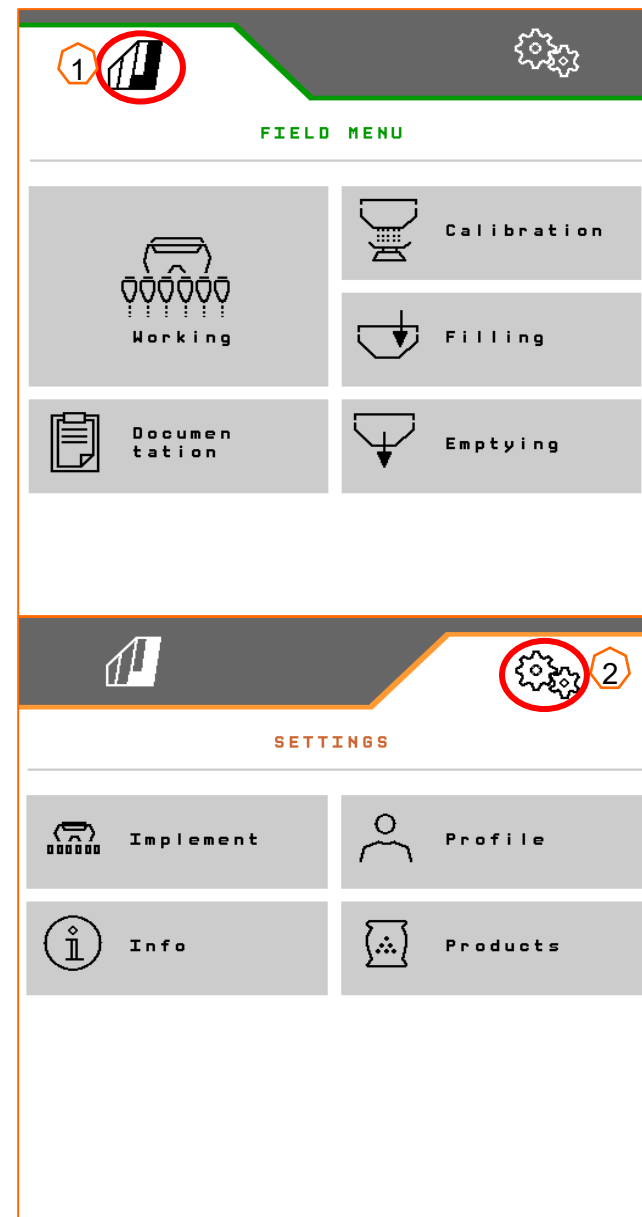 1
FIELD MENU
Working
Calibration
Filling
Documen
tation
Emptying
2
SETTINGS
Implement
Profile
Info
Products